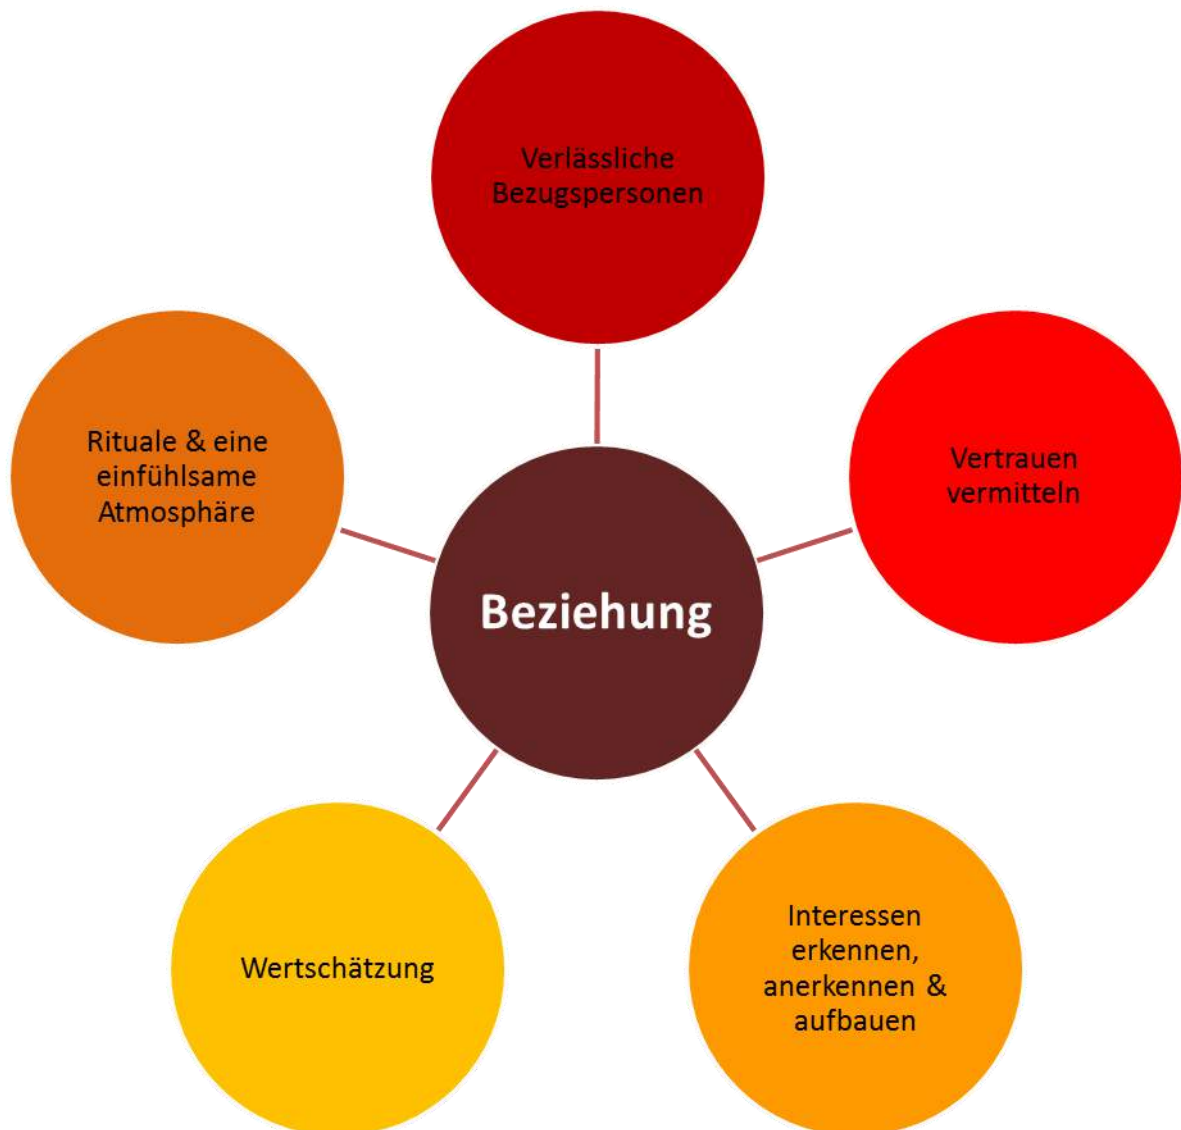 Verlässliche
Bezugspersonen
Rituale & eine
einfühlsame
Atmosphäre
Vertrauen
vermitteln
Beziehung
Wertschätzung
Interessen
erkennen,
anerkennen &
aufbauen